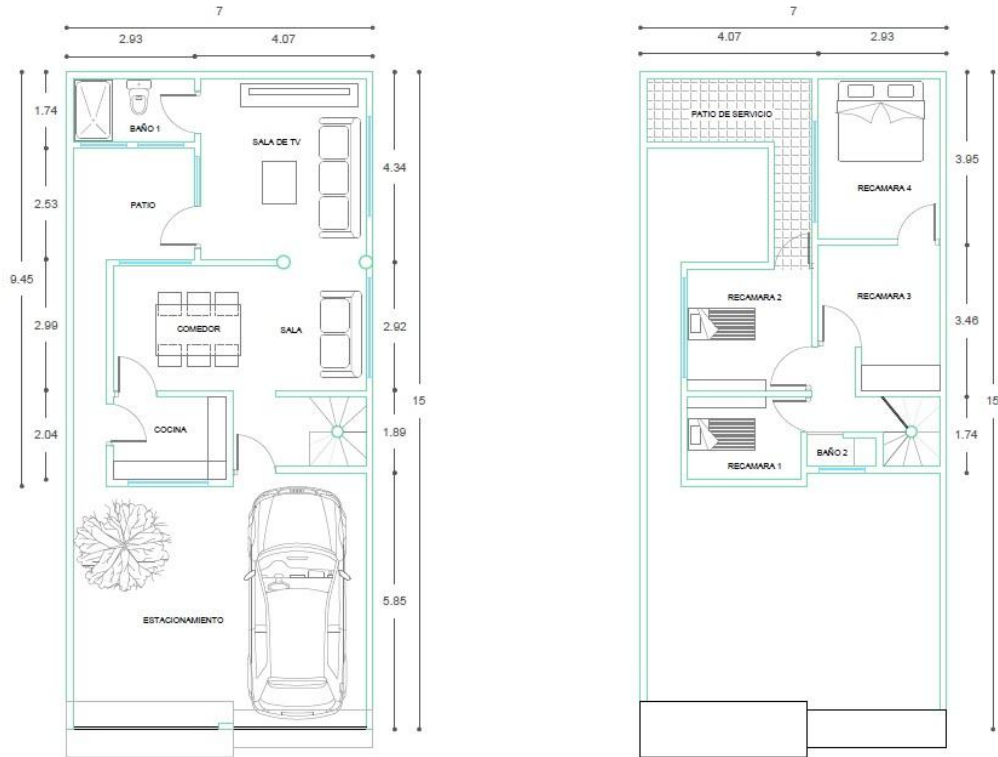 7
2.93
4.07
1.74
2.53
9.45
2.99
2.04
BAÑO 1
SALA DE TV
PATIO
COMEDOR
SALA
COCINA
ESTACIONAMIENTO
4.34
2.92
15
1.89
5.85
7
4.07
2.93
PATIO DE SERVICIO
RECAMARA 4
RECAMARA 2
RECAMARA 3
RECAMARA 1
BAÑO 2
3.95
3.46
15
1.74